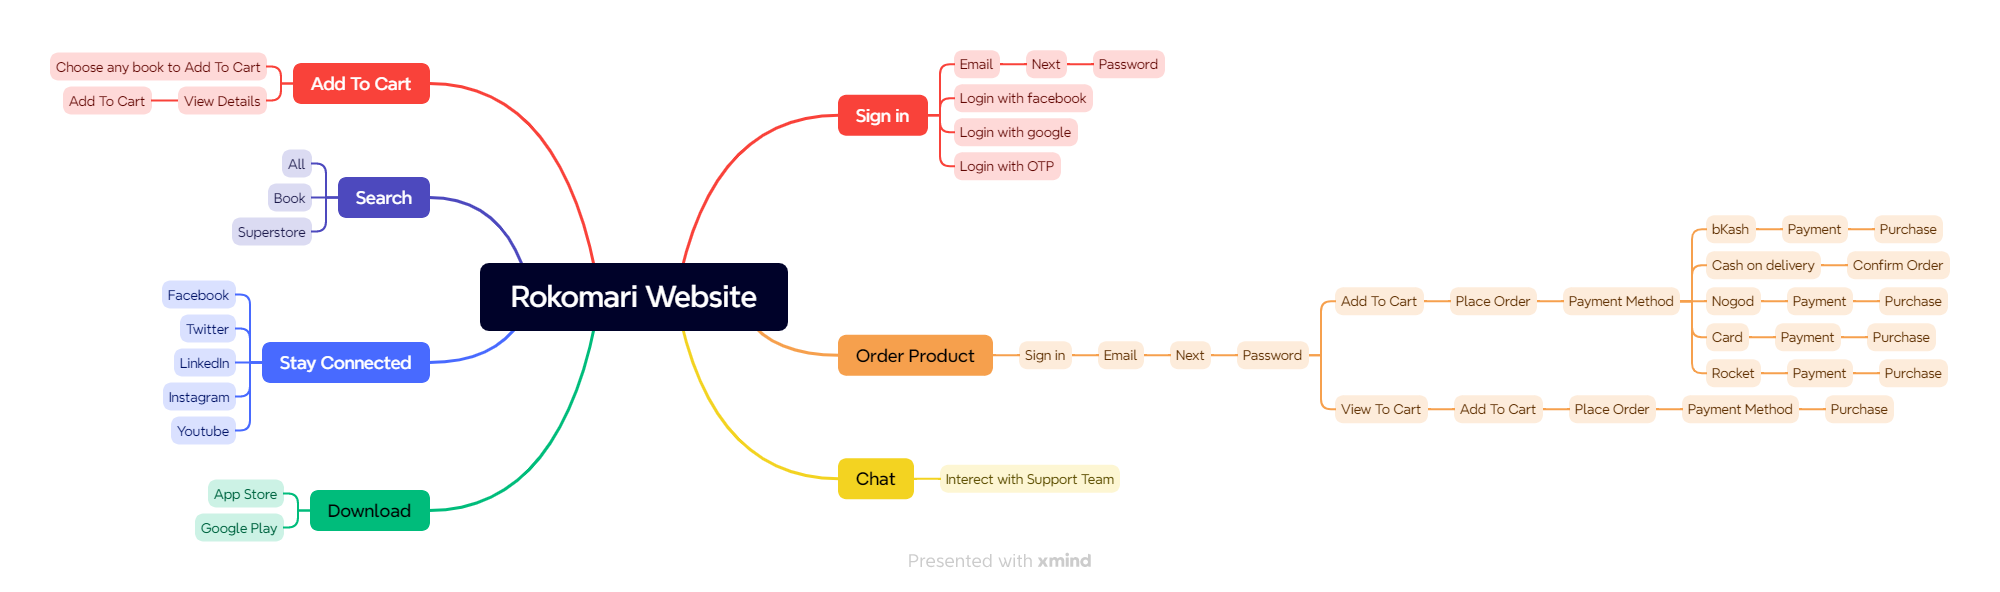 Rokomari Website
Sign in
Email
Next
Password
Login with facebook
Login with google
Login with OTP
Order Product
Sign in
Email
Next
Password
Add To Cart
Place Order
Payment Method
bKash
Payment
Purchase
Cash on delivery
Confirm Order
Nogod
Payment
Purchase
Card
Payment
Purchase
Rocket
Payment
Purchase
View To Cart
Add To Cart
Place Order
Payment Method
Purchase
Chat
Interect with Support Team
Add To Cart
Choose any book to Add To Cart
View Details
Add To Cart
Search
All
Book
Superstore
Stay Connected
Facebook
Twitter
LinkedIn
Instagram
Youtube
Download
App Store
Google Play
Presented with xmind